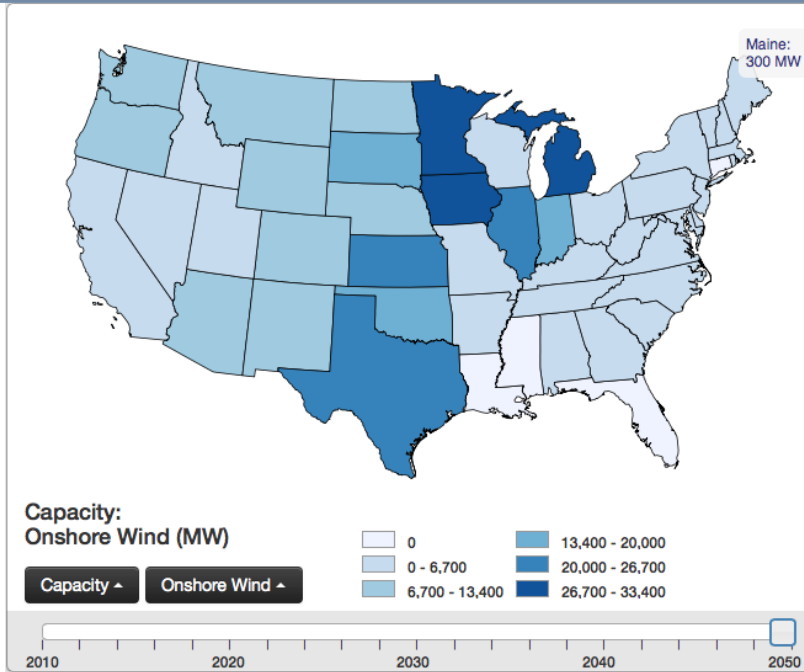 Maine:
300 MW
Capacity:
Onshore Wind (MW)
0
0 - 6,700
6,700 - 13,400
13,400 - 20,000
20,000 - 26,700
26,700 - 33,400
Capacity
Onshore Wind
2010
2020
2030
2040
2050